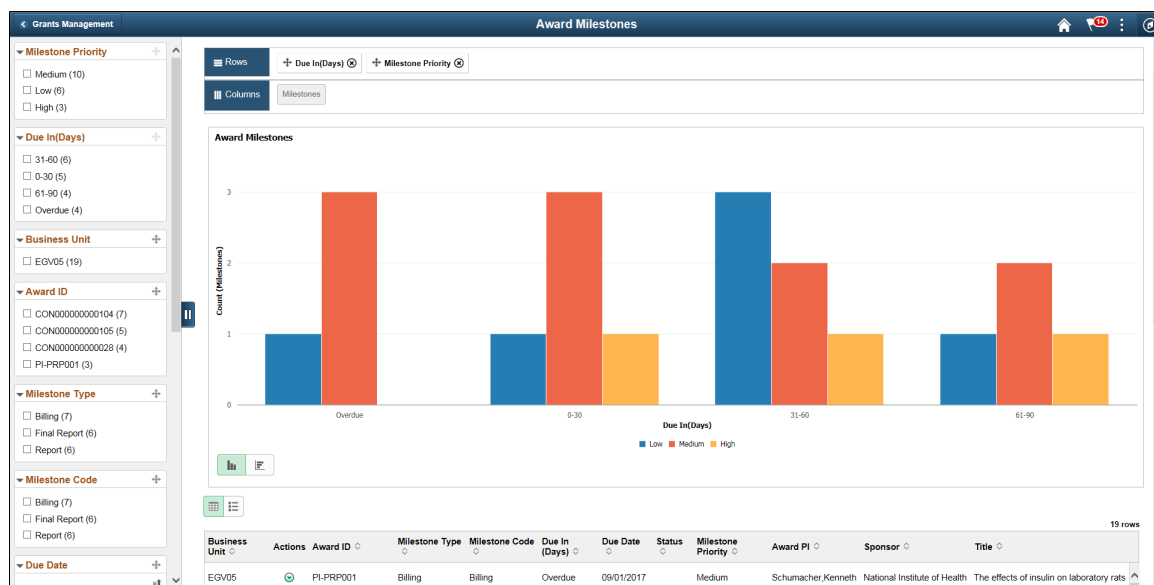 Grants Management
Award Milestones
14
Milestone Priority
Medium (10)
Low (6)
High (3)
Due In(Days)
31-60 (6)
0-30 (5)
61-90 (4)
Overdue (4)
Business Unit
EGV05 (19)
Award ID
CON000000000104 (7)
CON000000000105 (5)
CON000000000028 (4)
PI-PRP001 (3)
Milestone Type
Billing (7)
Final Report (6)
Report (6)
Milestone Code
Billing (7)
Final Report (6)
Report (6)
Due Date
Rows Due In(Days) Milestone Priority
Columns Milestones
Award Milestones
Count (Milestones)
3
2
1
0
Overdue 0-30 31-60 61-90
Due In(Days)
Low Medium High
19 rows
Business Unit Actions Award ID Milestone Type Milestone Code Due In (Days) Due Date Status Milestone Priority Award PI Sponsor Title
EGV05 PI-PRP001 Billing Billing Overdue 09/01/2017 Medium Schumacher,Kenneth National Institute of Health The effects of insulin on laboratory rats